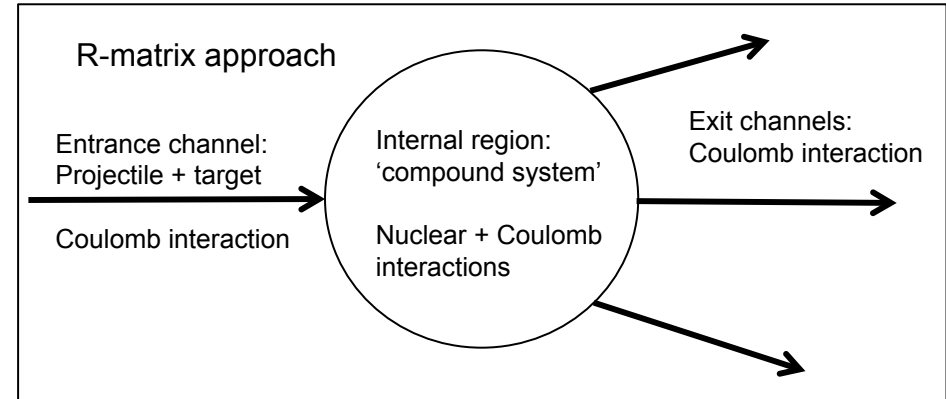 R-matrix approach
Entrance channel:
Projectile + target
Coulomb interaction
Internal region:
‘compound system’
Nuclear + Coulomb
interactions
Exit channels:
Coulomb interaction